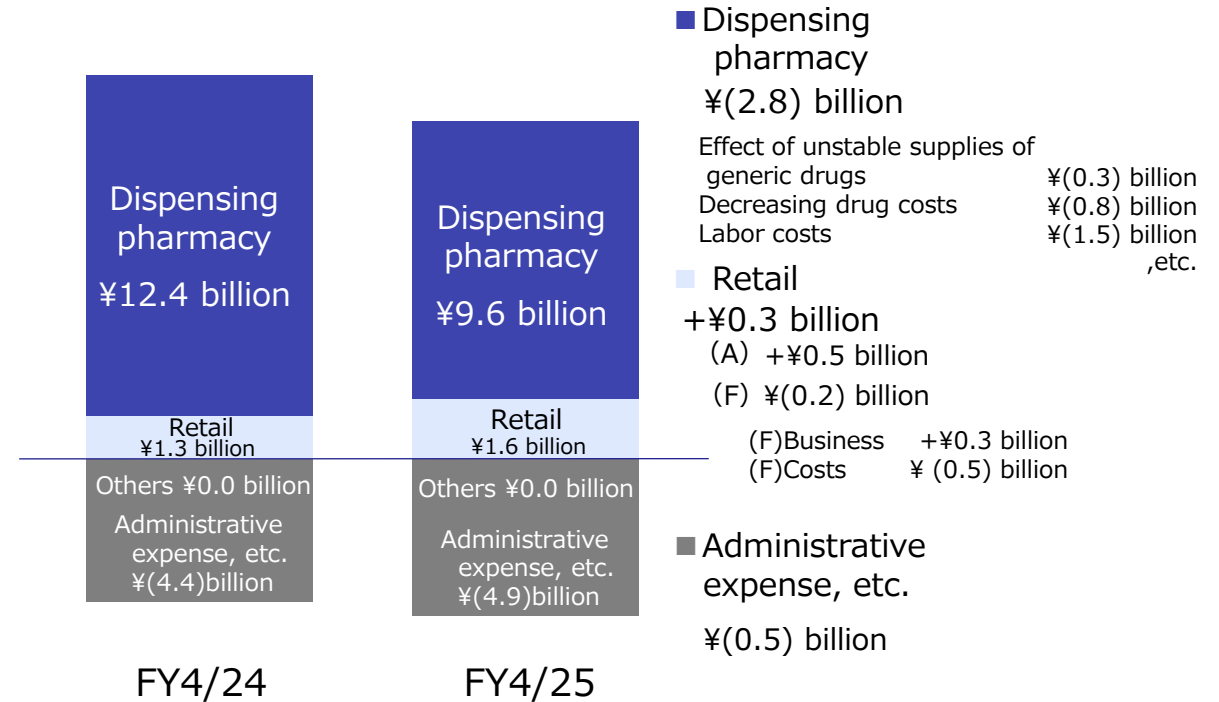 Dispensing
pharmacy
¥12.4 billion
Retail
¥1.3 billion
Others ¥0.0 billion
Administrative
expense, etc.
¥(4.4)billion
FY4/24
Dispensing
pharmacy
¥9.6 billion
Retail
¥1.6 billion
Others ¥0.0 billion
Administrative
expense, etc.
¥(4.9)billion
FY4/25
Dispensing
pharmacy
¥(2.8) billion
Effect of unstable supplies of
generic drugs ¥(0.3) billion
Decreasing drug costs ¥(0.8) billion
Labor costs ¥(1.5) billion
,etc.
Retail
+¥0.3 billion
(A) +¥0.5 billion
(F) ¥(0.2) billion
(F)Business +¥0.3 billion
(F)Costs ¥ (0.5) billion
Administrative
expense, etc.
¥(0.5) billion